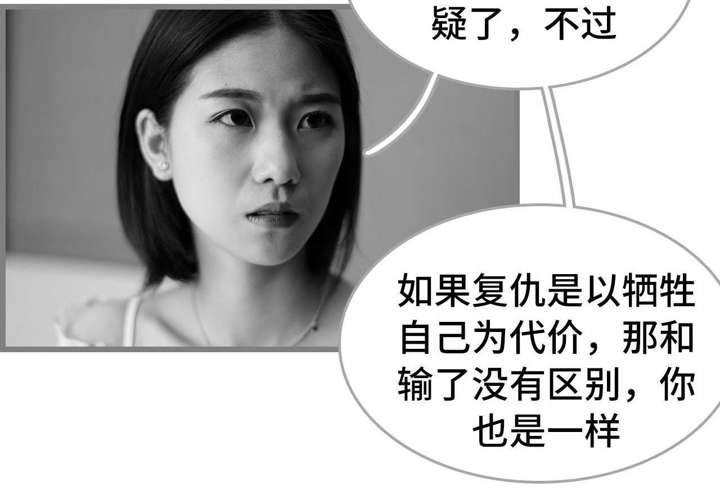 疑了，不过
如果复仇是以牺牲
自己为代价，那和
输了没有区别，你
也是一样